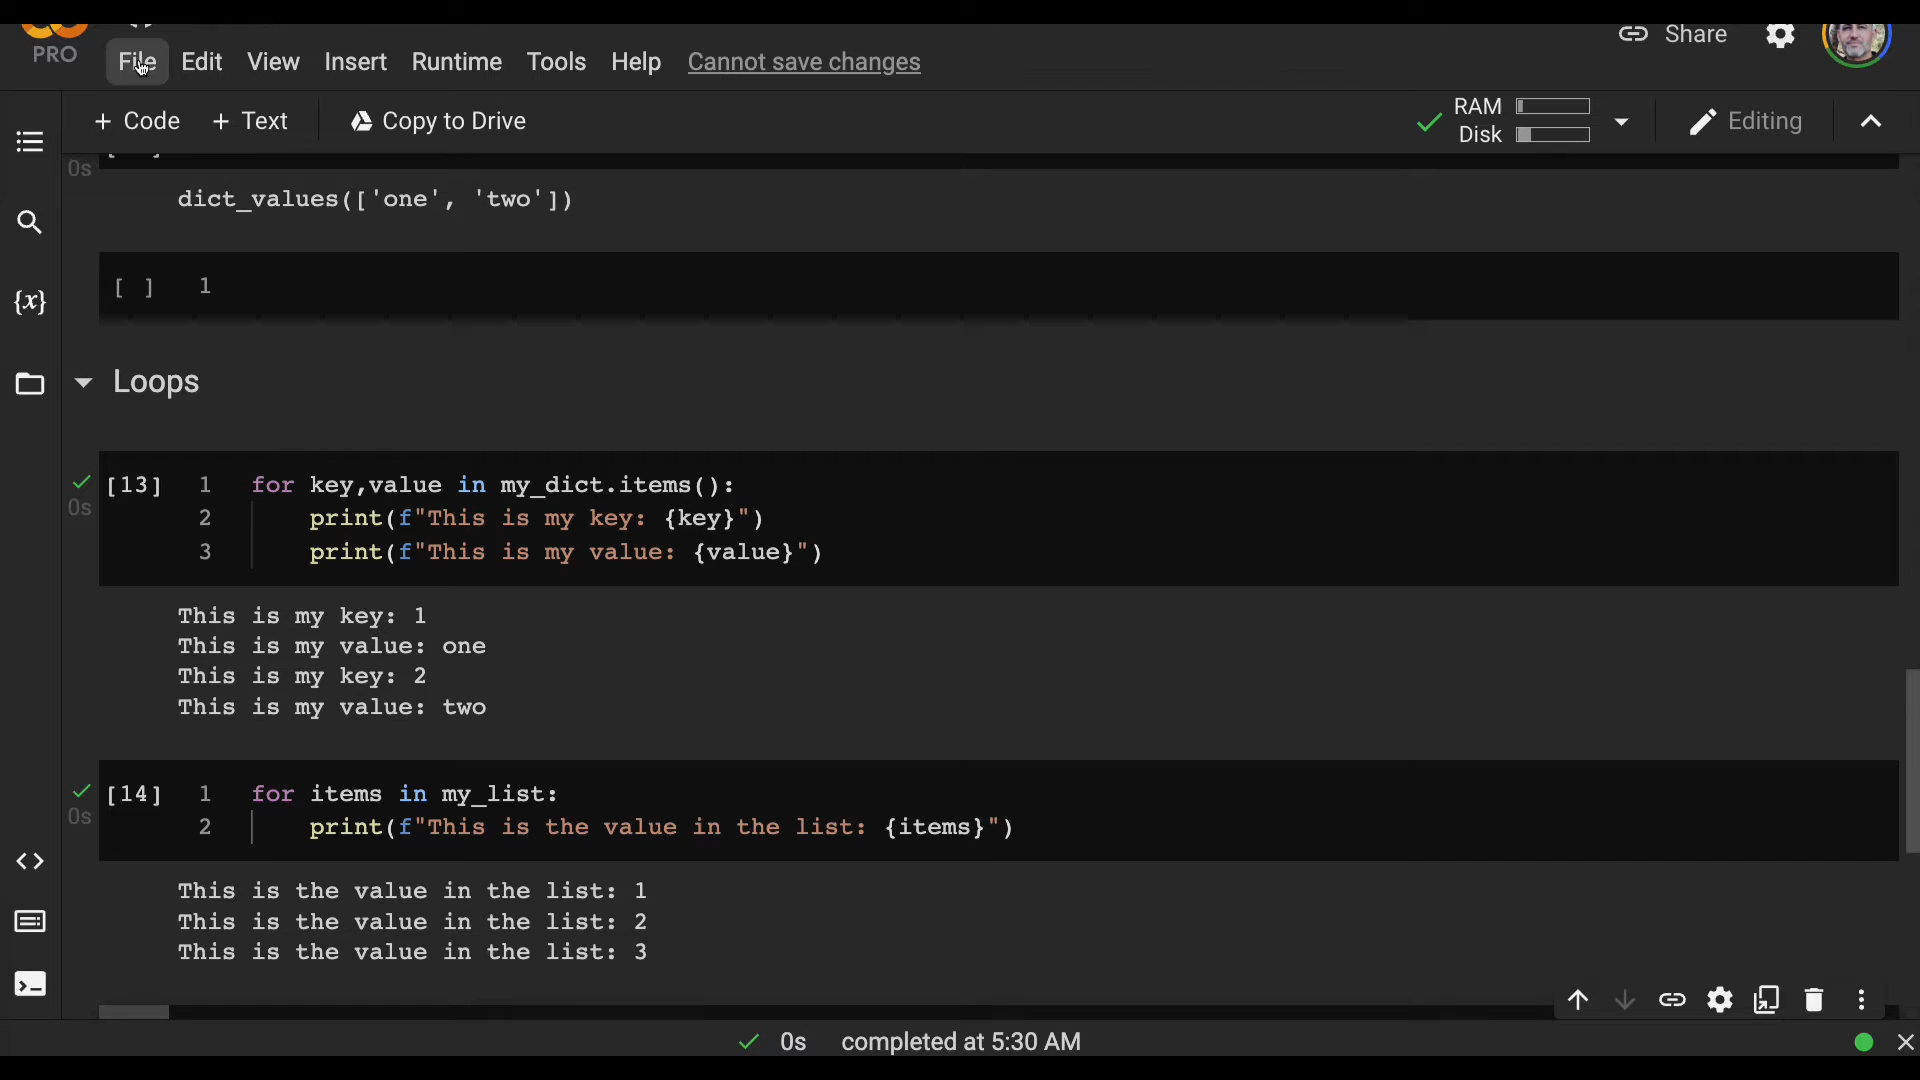 PRO
File Edit View Insert Runtime Tools Help Cannot save changes
Share
+ Code + Text Copy to Drive
RAM
Disk
Editing
0s
dict_values(['one', 'two'])
[ ] 1
{x}
Loops
[13] 1 for key,value in my_dict.items():
0s
2 print(f"This is my key: {key}")
3 print(f"This is my value: {value}")
This is my key: 1
This is my value: one
This is my key: 2
This is my value: two
[14] 1 for items in my_list:
0s
2 print(f"This is the value in the list: {items}")
This is the value in the list: 1
This is the value in the list: 2
This is the value in the list: 3
0s completed at 5:30 AM